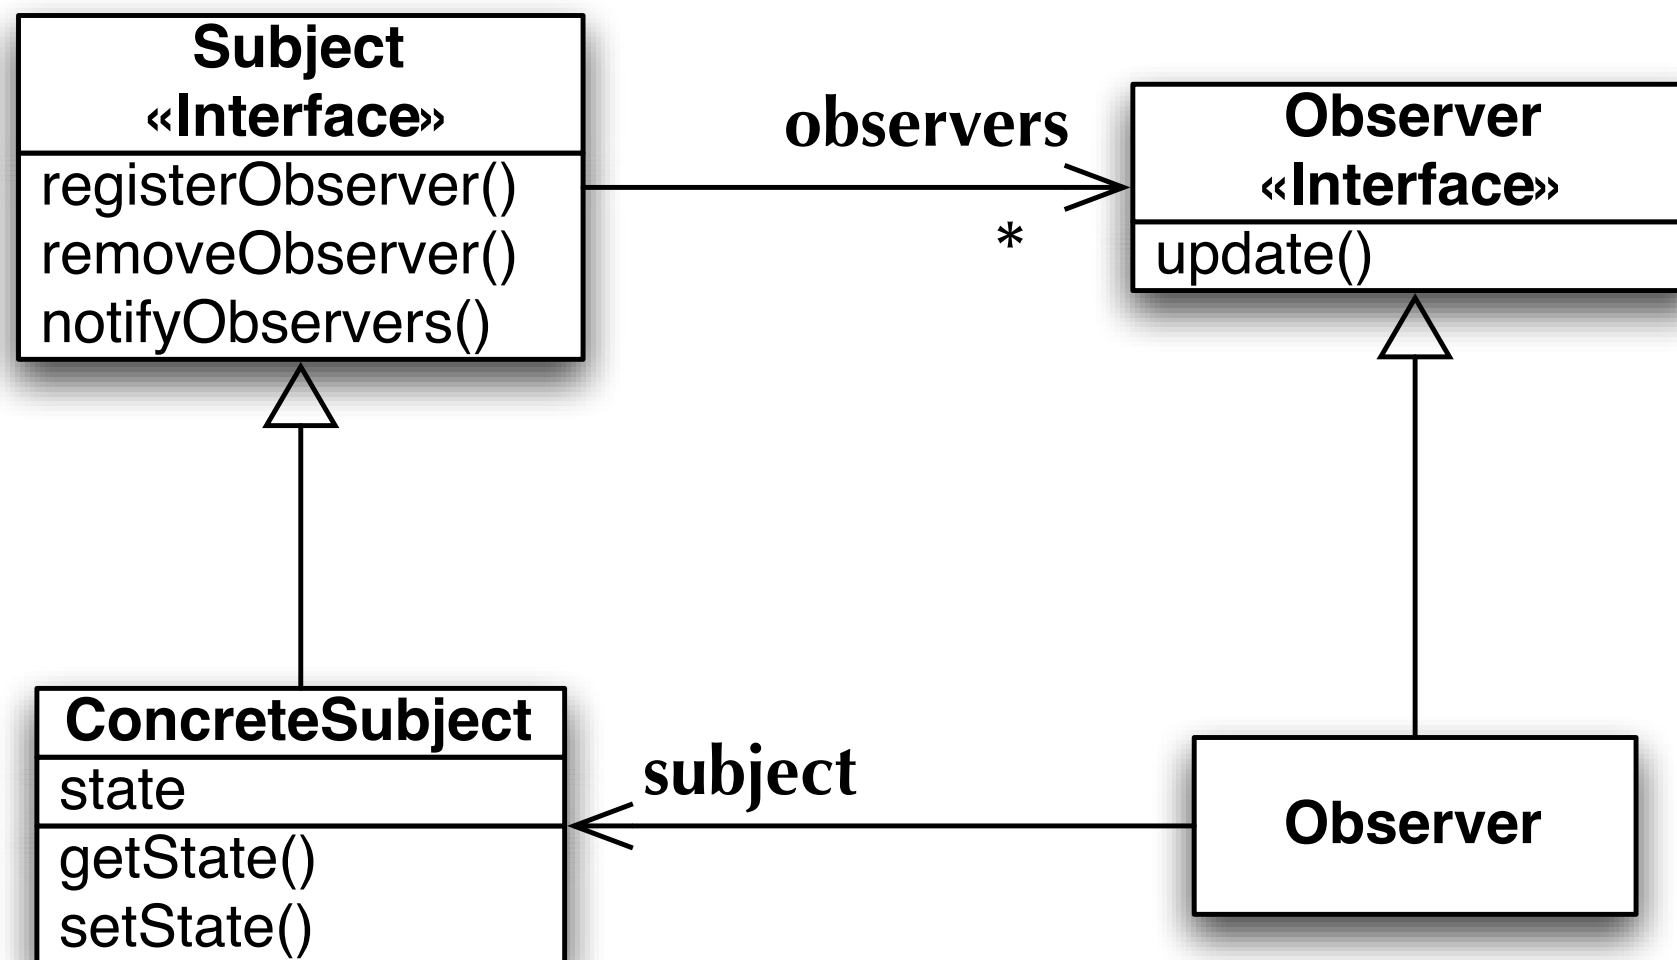 Subject
«Interface»
registerObserver()
removeObserver()
notifyObservers()
observers
*
Observer
«Interface»
update()
ConcreteSubject
state
getState()
setState()
subject
Observer